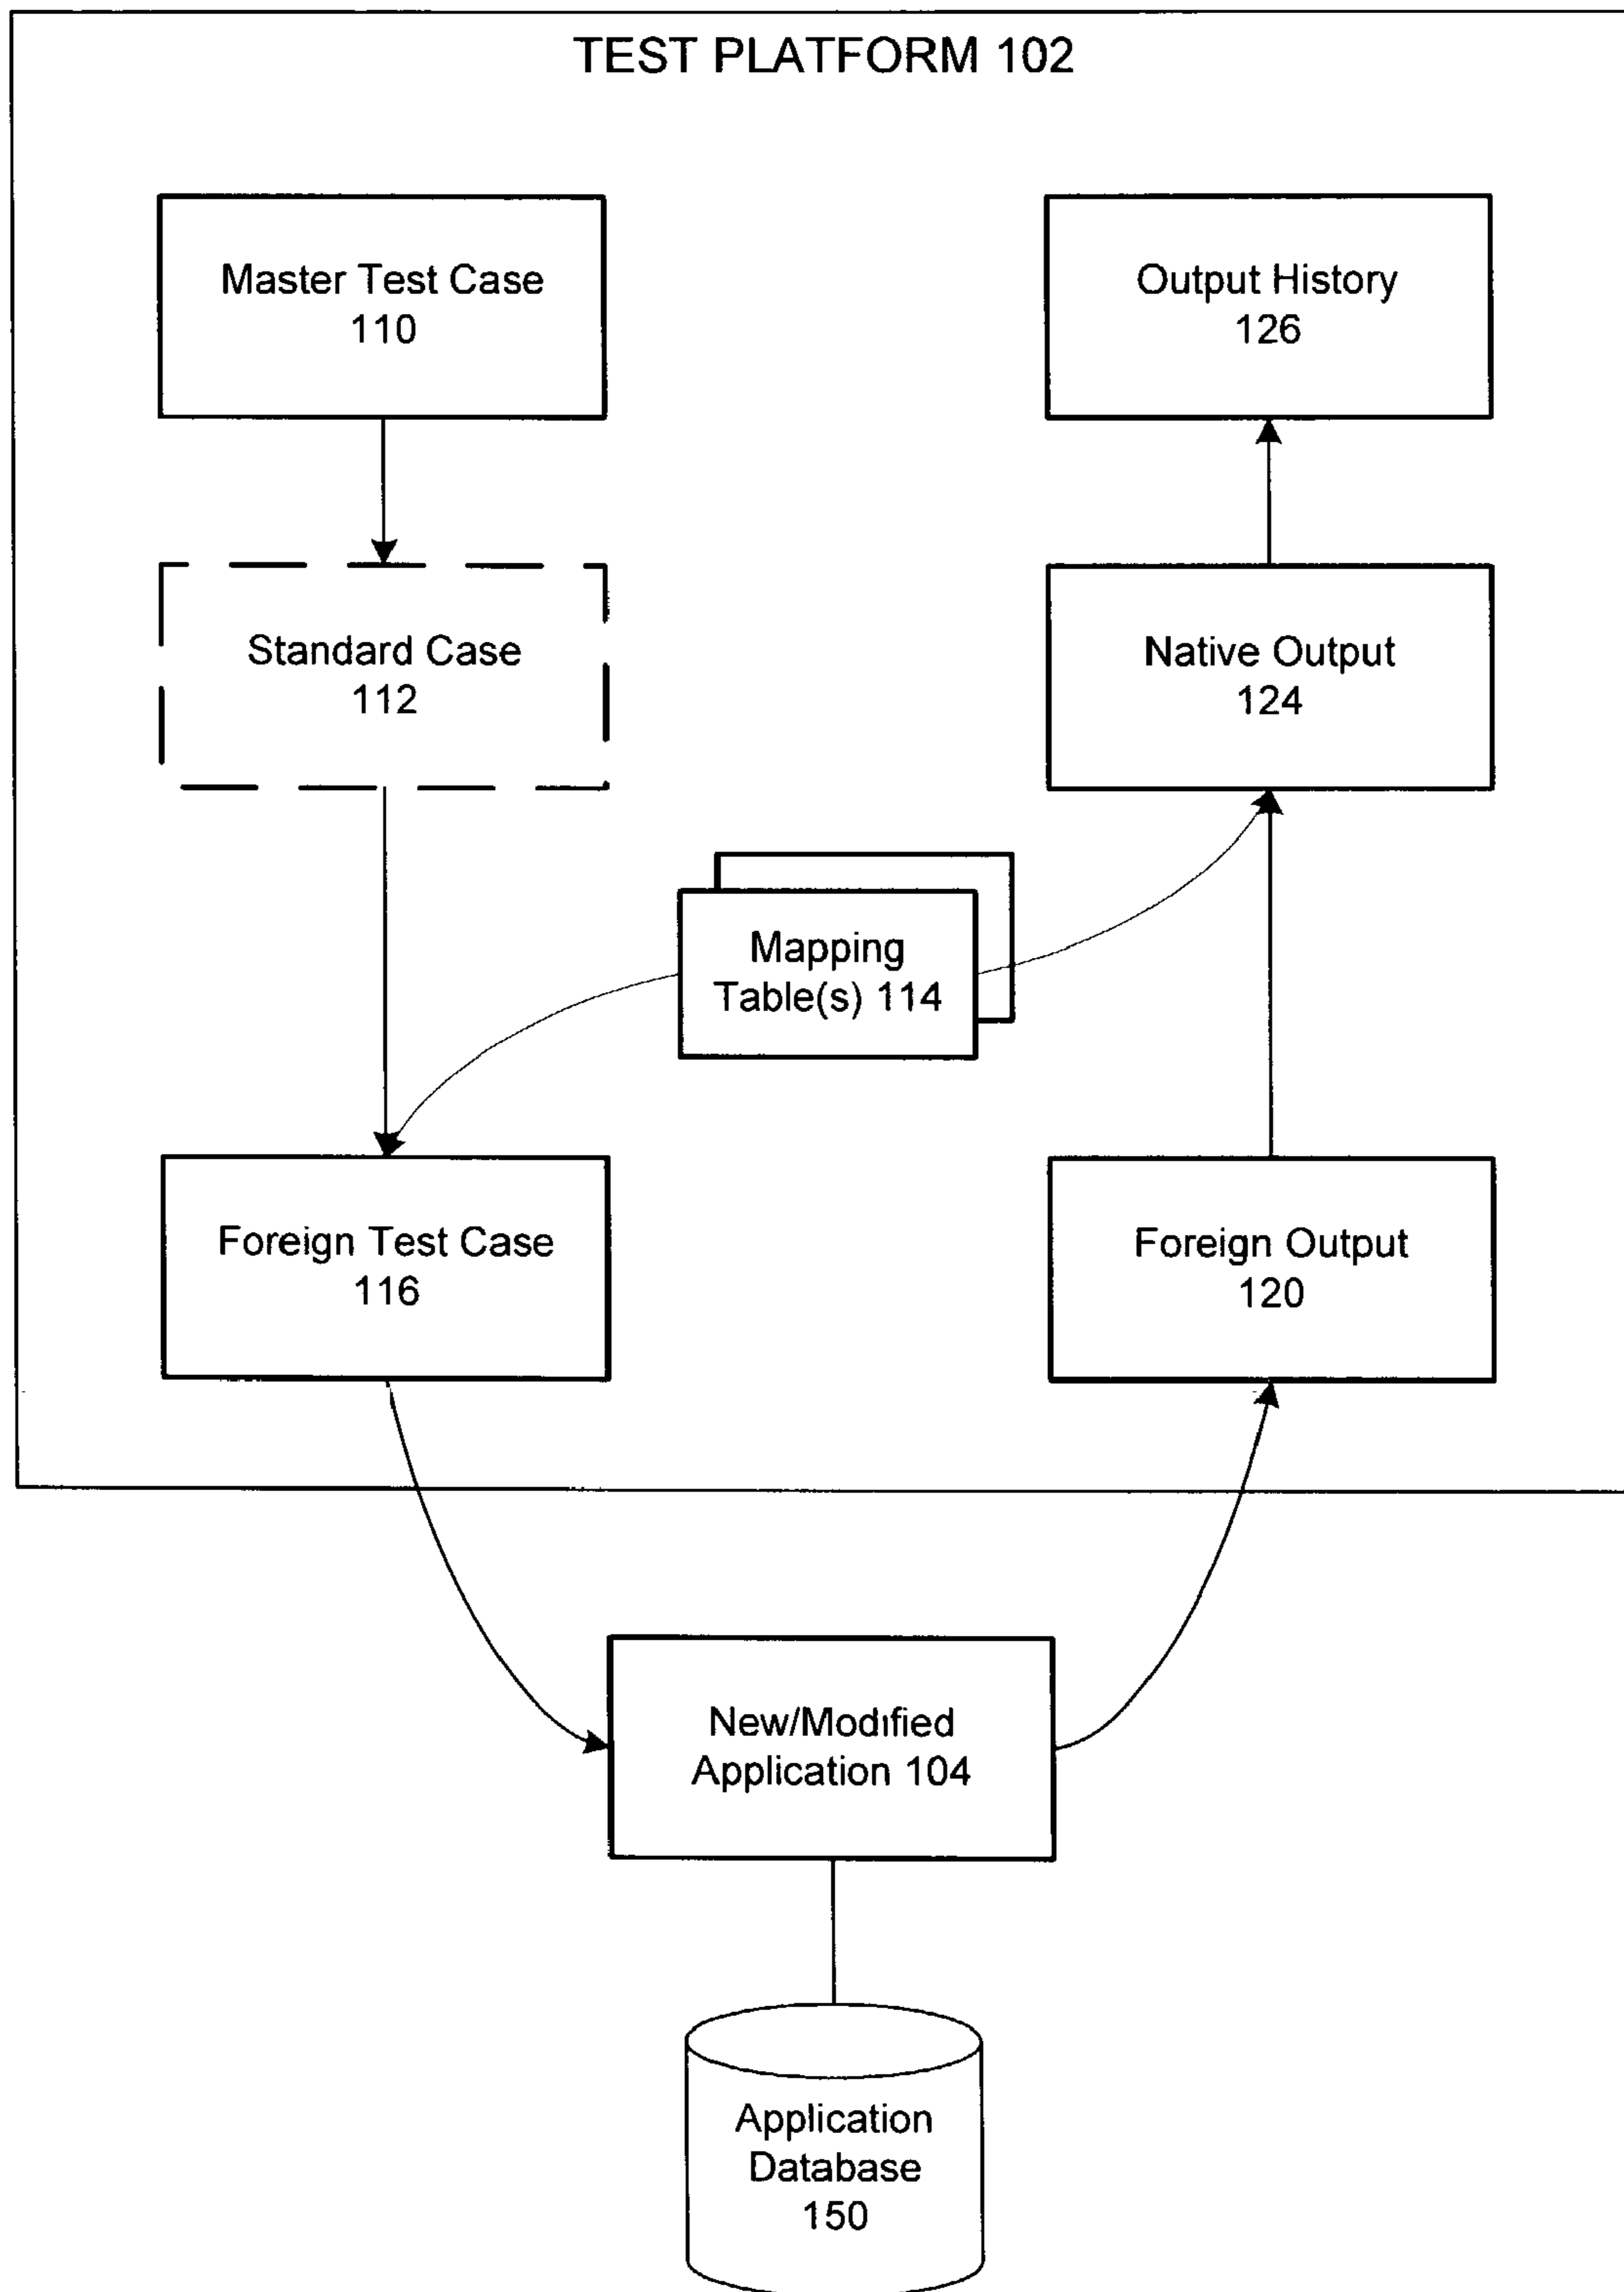 TEST PLATFORM 102
Master Test Case
110
Output History
126
Standard Case
112
Native Output
124
Mapping
Table(s) 114
Foreign Test Case
116
Foreign Output
120
New/Modified
Application 104
Application
Database
150